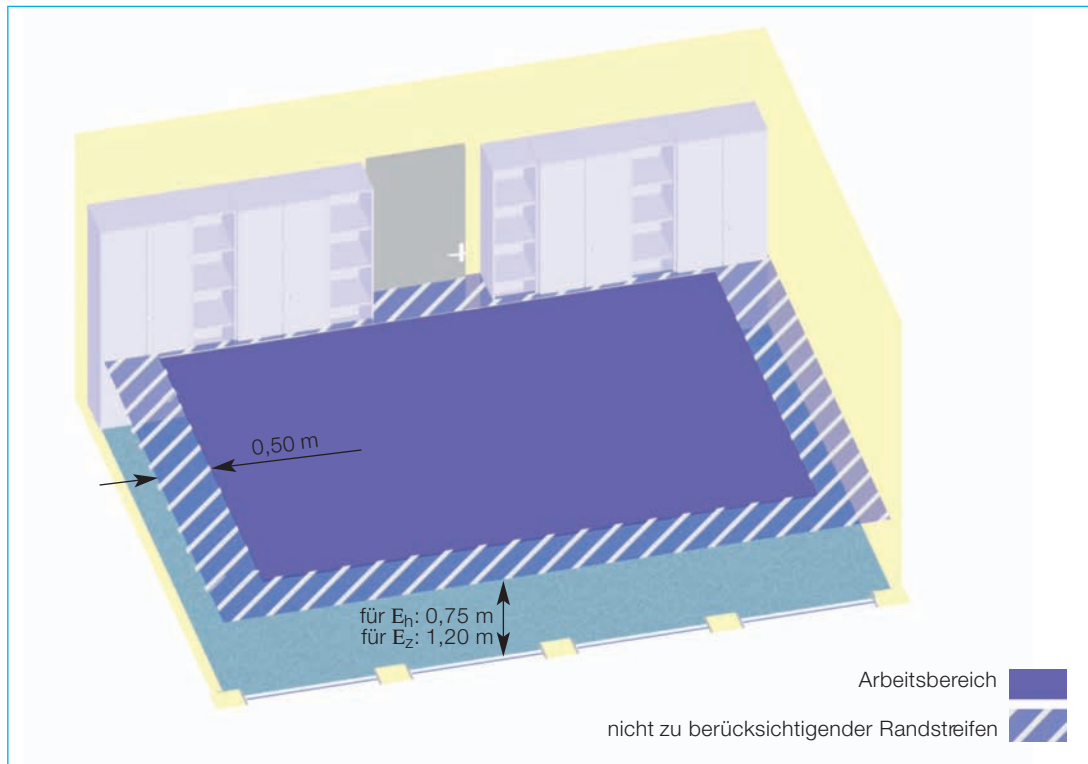 0,50 m
für Eh: 0,75 m
für Ez: 1,20 m
Arbeitsbereich
nicht zu berücksichtigender Randstreifen